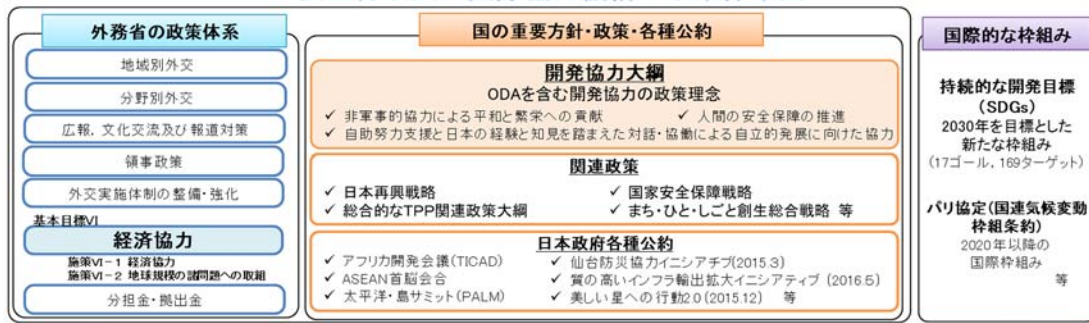 外務省の政策体系
地域別外交
分野別外交
広報，文化交流及び報道対策
領事政策
外交実施体制の整備・強化
基本目標Ⅵ
経済協力
施策Ⅵ－１ 経済協力
施策Ⅵ－２ 地球規模の諸問題への取組
分担金・拠出金
国の重要方針・政策・各種公約
開発協力大綱
ODAを含む開発協力の政策理念
✓ 非軍事的協力による平和と繁栄への貢献 ✓ 人間の安全保障の推進
✓ 自助努力支援と日本の経験と知見を踏まえた対話・協働による自立的発展に向けた協力
関連政策
✓ 日本再興戦略 ✓ 国家安全保障戦略
✓ 総合的なTPP関連政策大綱 ✓ まち・ひと・しごと創生総合戦略 等
日本政府各種公約
✓ アフリカ開発会議(TICAD) ✓ 仙台防災協力イニシアチブ(2015.3)
✓ ASEAN首脳会合 ✓ 質の高いインフラ輸出拡大イニシアティブ (2016.5)
✓ 太平洋・島サミット(PALM) ✓ 美しい星への行動2.0(2015.12) 等
国際的な枠組み
持続的な開発目標
(SDGs)
2030年を目標とした
新たな枠組み
(17ゴール，169ターゲット)
パリ協定(国連気候変動
枠組条約)
2020年以降の
国際枠組み
等